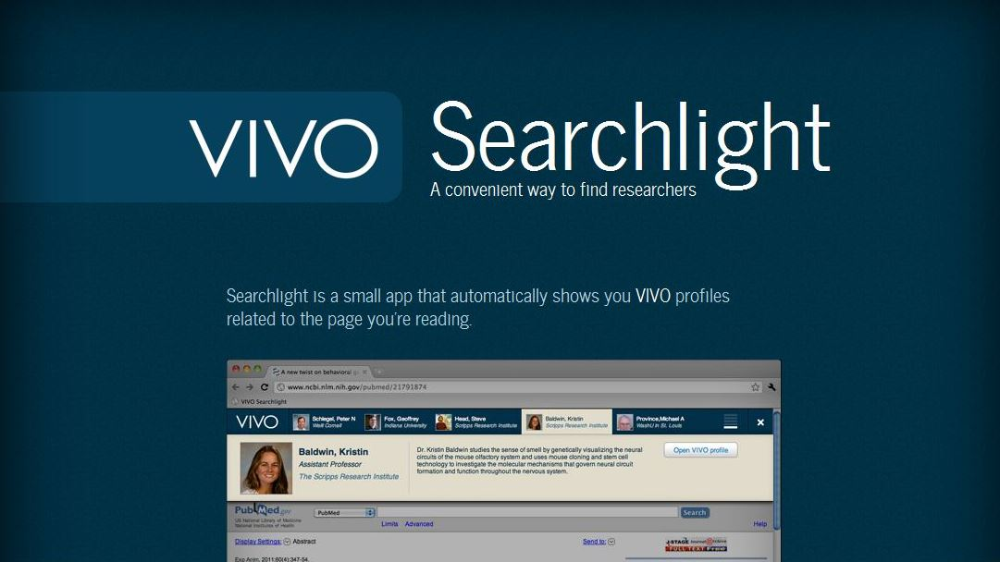 VIVO
Searchlight
A convenient way to find researchers
Searchlight is a small app that automatically shows you VIVO profiles
related to the page you're reading.
A new twist on behavioral g
www.ncbi.nlm.nih.gov/pubmed/21791874
VIVO Searchlight
VIVO
Schlegel, Peter N
Weill Cornell
Fox, Geoffrey
Indiana University
Head, Steve
Scripps Research Institute
Baldwin, Kristin
Scripps Research Institute
Province,Michael A
WashU in St. Louis
Baldwin, Kristin
Assistant Professor
The Scripps Research Institute
Dr. Kristin Baldwin studies the sense of smell by genetically visualizing the neural
circuits of the mouse olfactory system and uses mouse cloning and stem cell
technology to investigate the molecular mechanisms that govern neural circuit
formation and function throughout the nervous system.
Open VIVO profile
PubMed.gov
US National Library of Medicine
National Institutes of Health
PubMed
Search
Limits Advanced
Help
Display Settings: Abstract
Send to:
J-STAGE
FULL TEXT Free
Exp Anim. 2011;60(4):347-54.